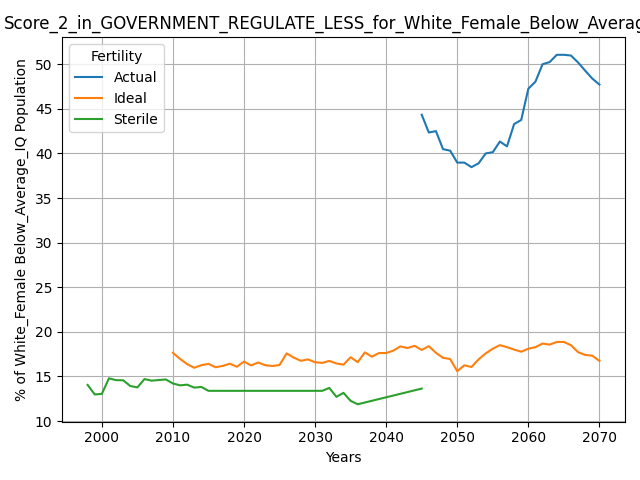 Score_2_in_GOVERNMENT_REGULATE_LESS_for_White_Female_Below_Averag
Fertility
Actual
Ideal
Sterile
% of White_Female Below_Average_IQ Population
50
45
40
35
30
25
20
15
10
2000 2010 2020 2030 2040 2050 2060 2070
Years